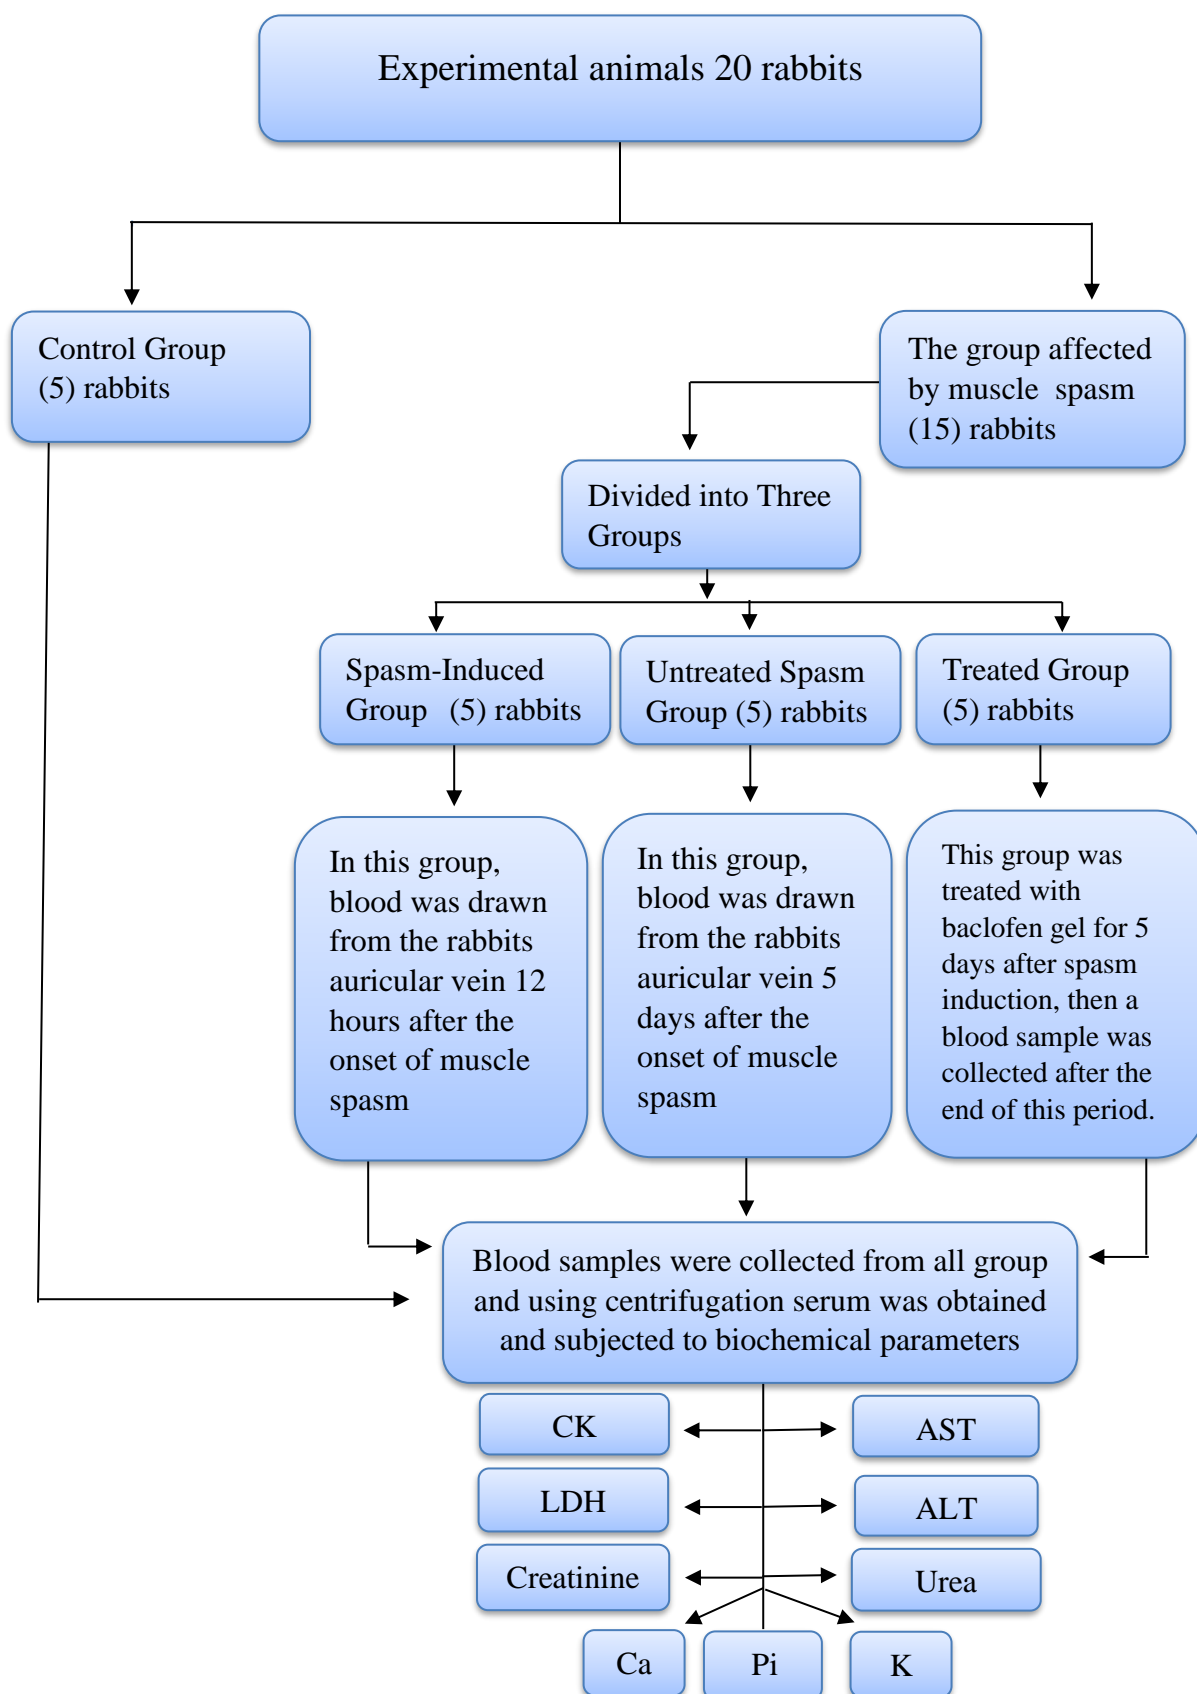 Experimental animals 20 rabbits
Control Group
(5) rabbits
The group affected
by muscle spasm
(15) rabbits
Divided into Three
Groups
Spasm-Induced
Group (5) rabbits
Untreated Spasm
Group (5) rabbits
Treated Group
(5) rabbits
In this group,
blood was drawn
from the rabbits
auricular vein 12
hours after the
onset of muscle
spasm
In this group,
blood was drawn
from the rabbits
auricular vein 5
days after the
onset of muscle
spasm
This group was
treated with
baclofen gel for 5
days after spasm
induction, then a
blood sample was
collected after the
end of this period.
Blood samples were collected from all group
and using centrifugation serum was obtained
and subjected to biochemical parameters
CK
AST
LDH
ALT
Creatinine
Urea
Ca
Pi
K